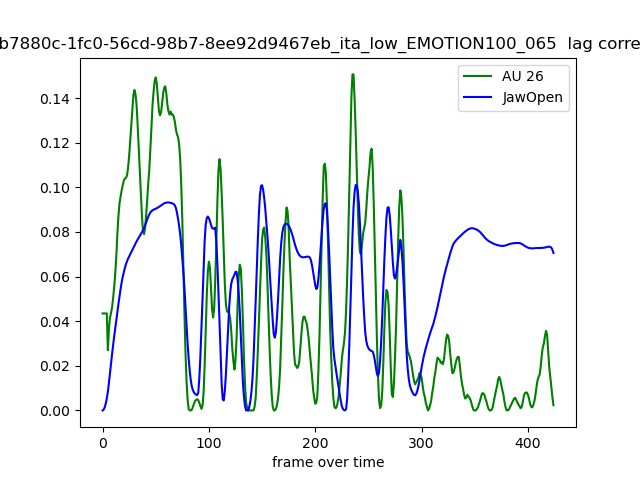 b7880c-1fc0-56cd-98b7-8ee92d9467eb_ita_low_EMOTION100_065 lag corre
AU 26
JawOpen
0.14
0.12
0.10
0.08
0.06
0.04
0.02
0.00
0 100 200 300 400
frame over time